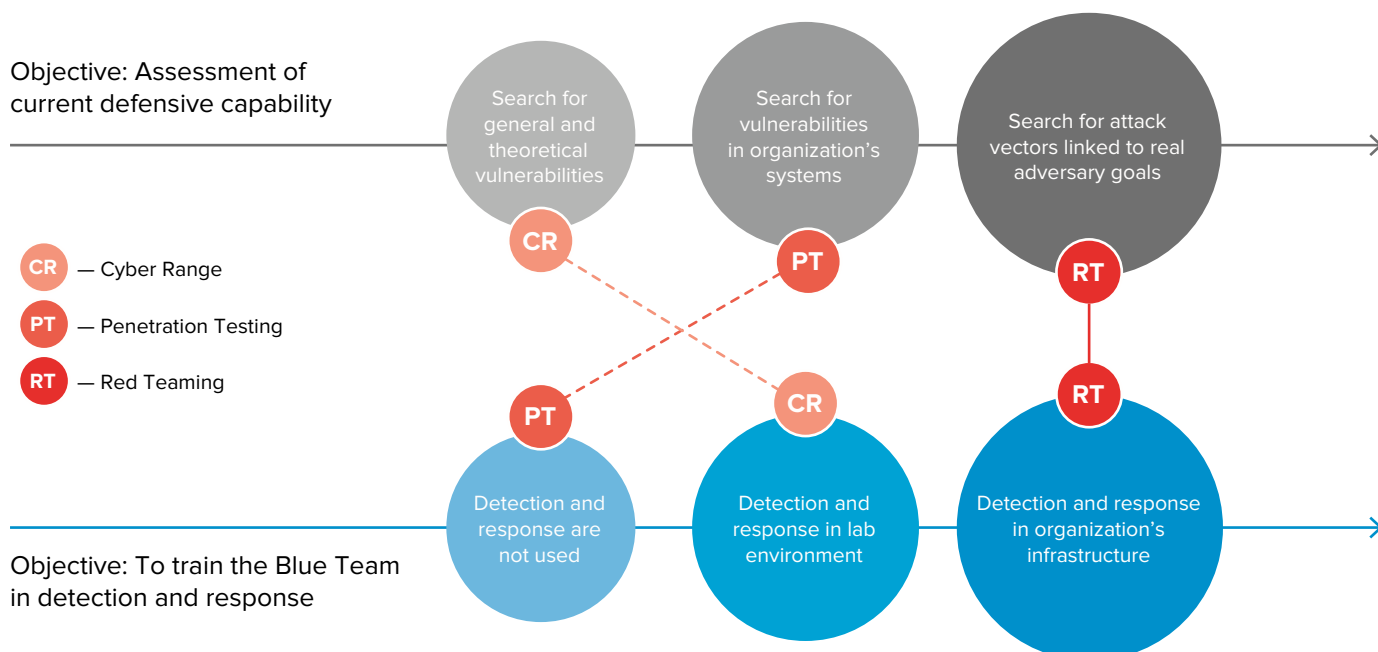 Objective: Assessment of
current defensive capability
Search for
general and
theoretical
vulnerabilities
Search for
vulnerabilities
in organization’s
systems
Search for attack
vectors linked to real
adversary goals
CR
PT
RT
CR — Cyber Range
PT — Penetration Testing
RT — Red Teaming
PT
CR
RT
Detection and
response are
not used
Detection and
response in lab
environment
Detection and response
in organization’s
infrastructure
Objective: To train the Blue Team
in detection and response